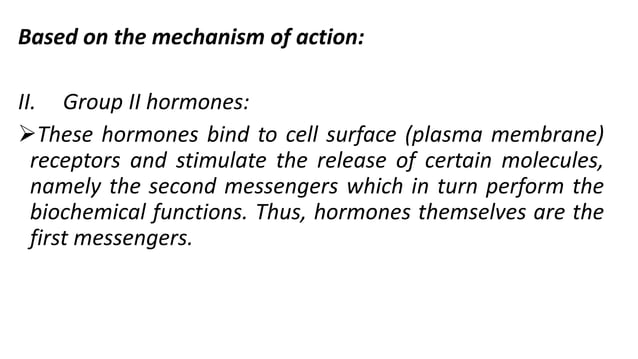 Based on the mechanism of action:
II. Group II hormones:
➢These hormones bind to cell surface (plasma membrane)
receptors and stimulate the release of certain molecules,
namely the second messengers which in turn perform the
biochemical functions. Thus, hormones themselves are the
first messengers.